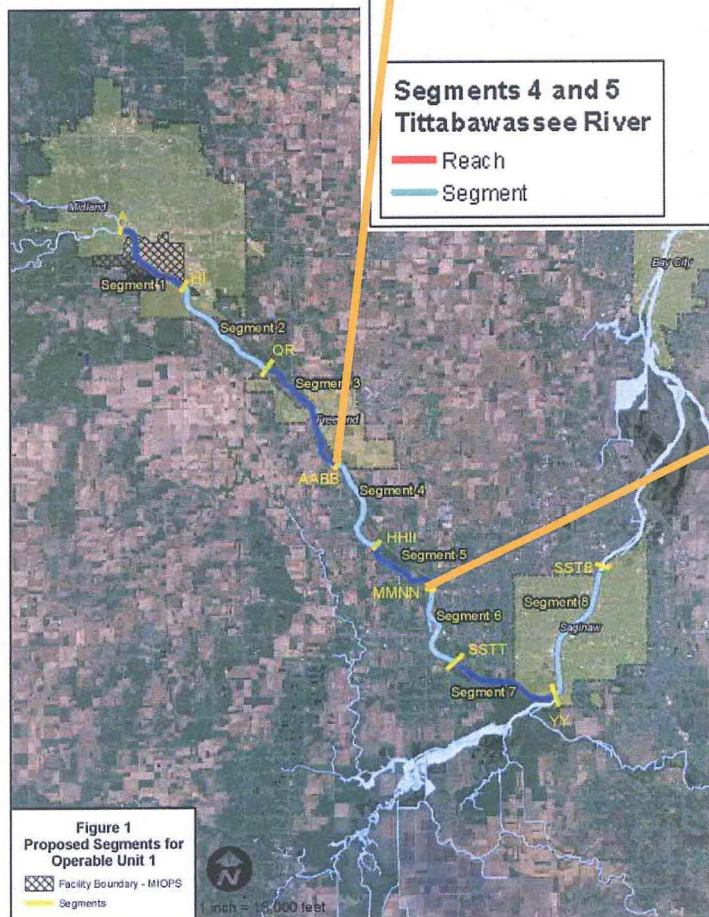 Segments 4 and 5
Tittabawassee River
Reach
Segment
Midland
Bay City
A
Segment 1
HI
Segment 2
QR
Segment 3
Freeland
AABB
Segment 4
HHII
Segment 5
MMNN
SSTB
Segment 8
Segment 6
Saginaw
SSTT
Segment 7
YY
Figure 1
Proposed Segments for
Operable Unit 1
Facility Boundary - MIOPS
Segments
N
1 inch = 15,000 feet